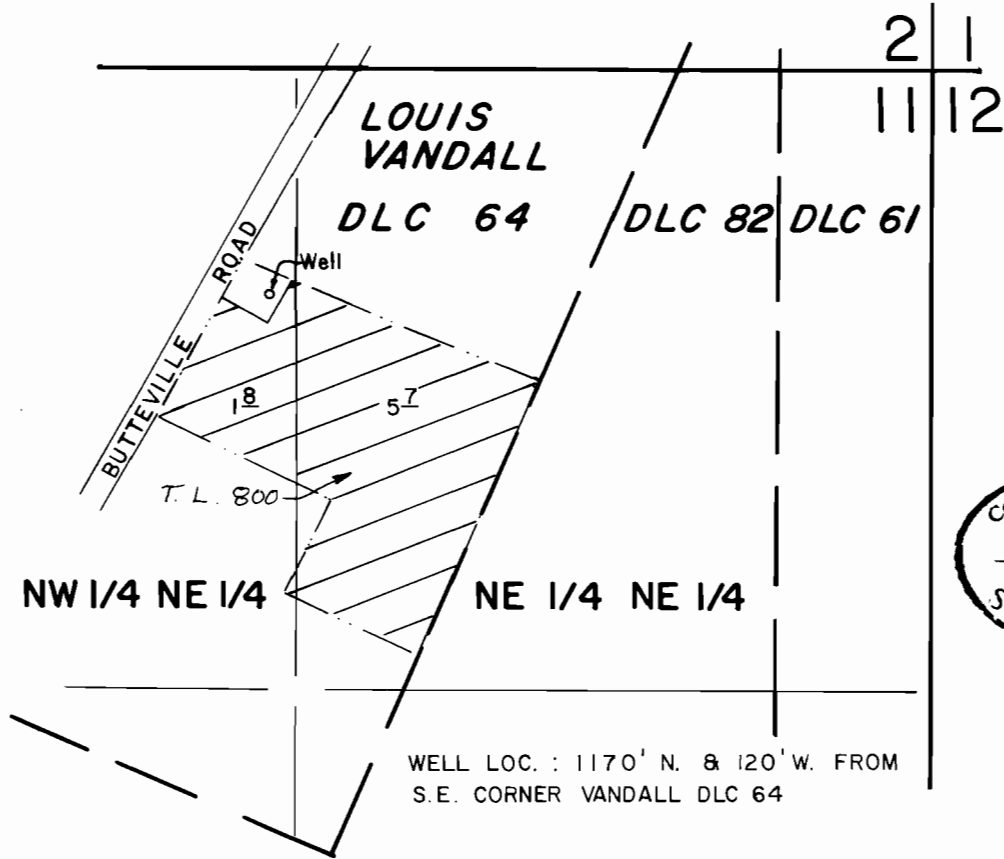 2 1
11 12
LOUIS
VANDALL
DLC 64
DLC 82
DLC 61
Well
BUTTEVILLE ROAD
1 8
5 7
T. L. 800
NW 1/4 NE 1/4
NE 1/4 NE 1/4
WELL LOC. : 1170' N. & 120' W. FROM
S.E. CORNER VANDALL DLC 64